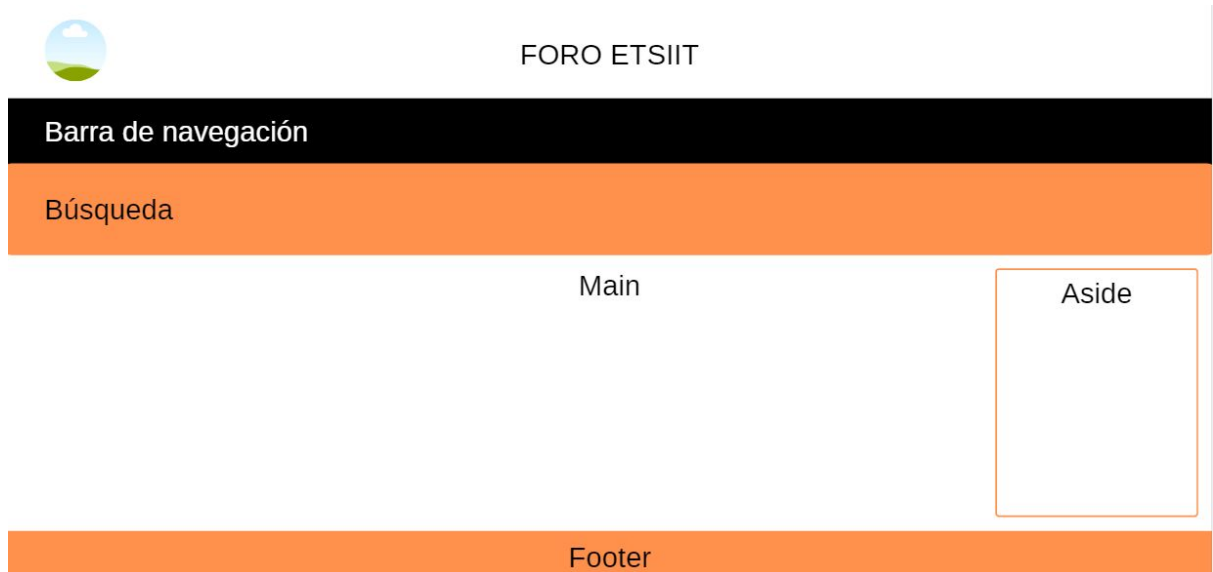 FORO ETSIIT
Barra de navegación
Búsqueda
Main
Aside
Footer